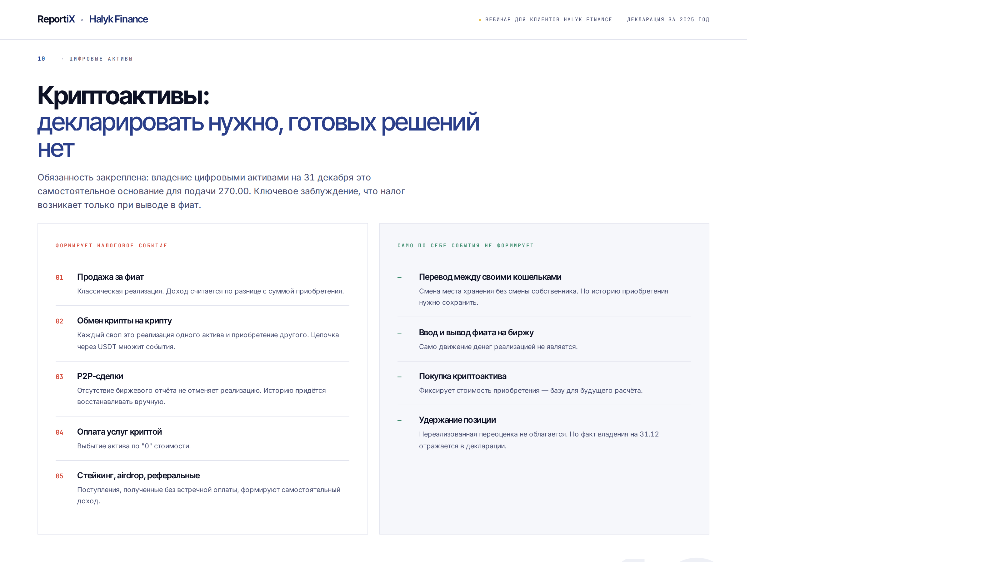 ReportiX × Halyk Finance
ВЕБИНАР ДЛЯ КЛИЕНТОВ HALYK FINANCE
ДЕКЛАРАЦИЯ ЗА 2025 ГОД
10 · ЦИФРОВЫЕ АКТИВЫ
Криптоактивы:
декларировать нужно, готовых решений
нет
Обязанность закреплена: владение цифровыми активами на 31 декабря это
самостоятельное основание для подачи 270.00. Ключевое заблуждение, что налог
возникает только при выводе в фиат.
ФОРМИРУЕТ НАЛОГОВОЕ СОБЫТИЕ
01 Продажа за фиат
Классическая реализация. Доход считается по разнице с суммой приобретения.
02 Обмен крипты на крипту
Каждый своп это реализация одного актива и приобретение другого. Цепочка
через USDT множит события.
03 P2P-сделки
Отсутствие биржевого отчёта не отменяет реализацию. Историю придётся
восстанавливать вручную.
04 Оплата услуг криптой
Выбытие актива по "0" стоимости.
05 Стейкинг, airdrop, реферальные
Поступления, полученные без встречной оплаты, формируют самостоятельный
доход.
САМО ПО СЕБЕ СОБЫТИЯ НЕ ФОРМИРУЕТ
– Перевод между своими кошельками
Смена места хранения без смены собственника. Но историю приобретения
нужно сохранить.
– Ввод и вывод фиата на биржу
Само движение денег реализацией не является.
– Покупка криптоактива
Фиксирует стоимость приобретения — базу для будущего расчёта.
– Удержание позиции
Нереализованная переоценка не облагается. Но факт владения на 31.12
отражается в декларации.